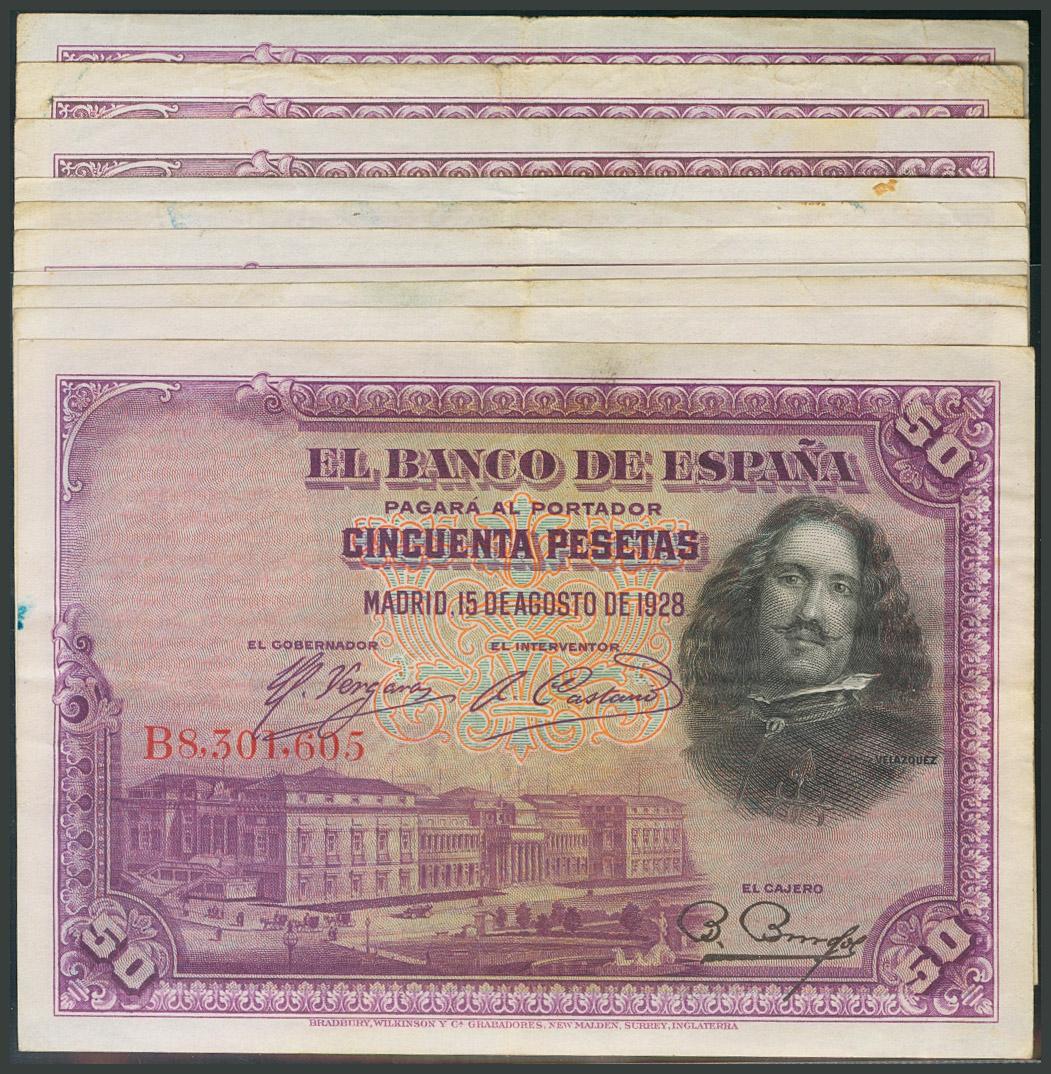 EL BANCO DE ESPAÑA
PAGARÁ AL PORTADOR
CINCUENTA PESETAS
MADRID, 15 DE AGOSTO DE 1928
EL GOBERNADOR EL INTERVENTOR
B8,301,605
VELAZQUEZ
EL CAJERO
50
50
50
BRADBURY, WILKINSON Y Cª GRABADORES, NEW MALDEN, SURREY, INGLATERRA